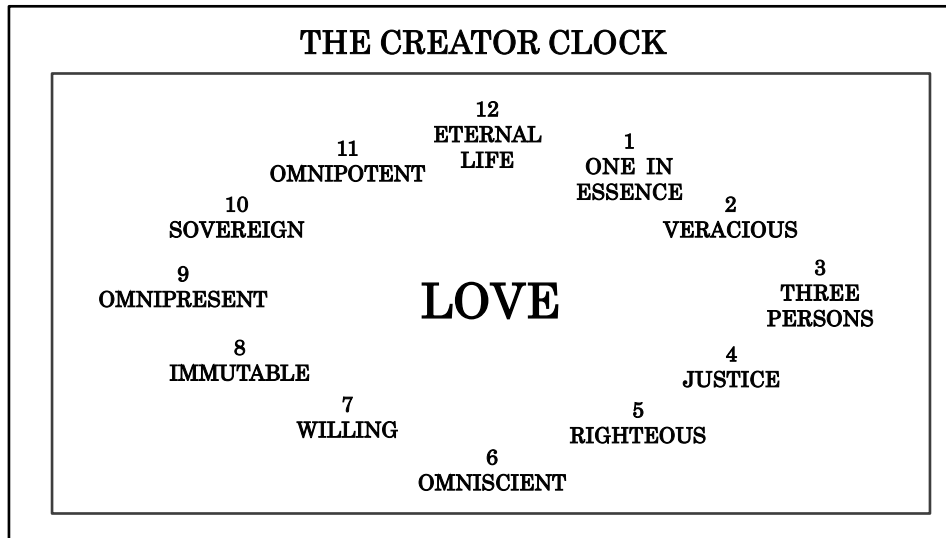 THE CREATOR CLOCK
12
ETERNAL
LIFE
1
ONE IN
ESSENCE
2
VERACIOUS
3
THREE
PERSONS
4
JUSTICE
5
RIGHTEOUS
6
OMNISCIENT
7
WILLING
8
IMMUTABLE
9
OMNIPRESENT
10
SOVEREIGN
11
OMNIPOTENT
LOVE